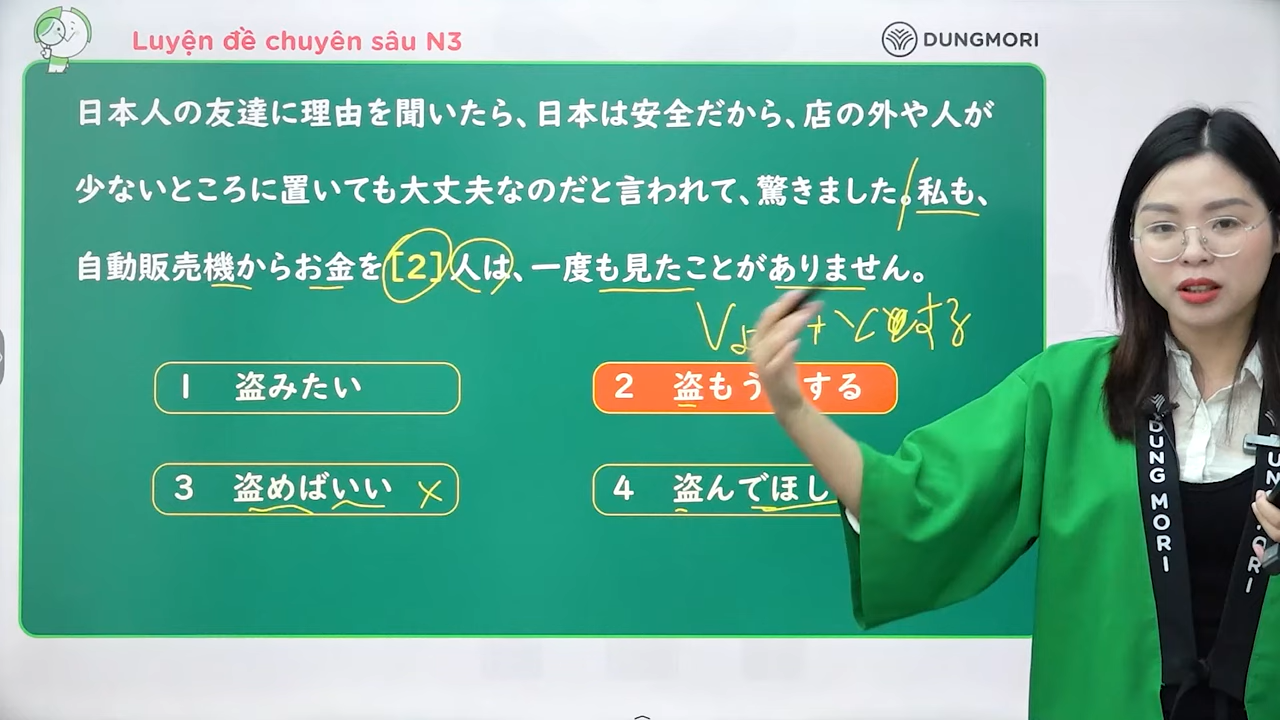 Luyện đề chuyên sâu N3
DUNGMORI
日本人の友達に理由を聞いたら、日本は安全だから、店の外や人が
少ないところに置いても大丈夫なのだと言われて、驚きました。私も、
自動販売機からお金を[2]人は、一度も見たことがありません。
1 盗みたい
2 盗もう する
3 盗めばいい ×
4 盗んでほし
DUNG MORI